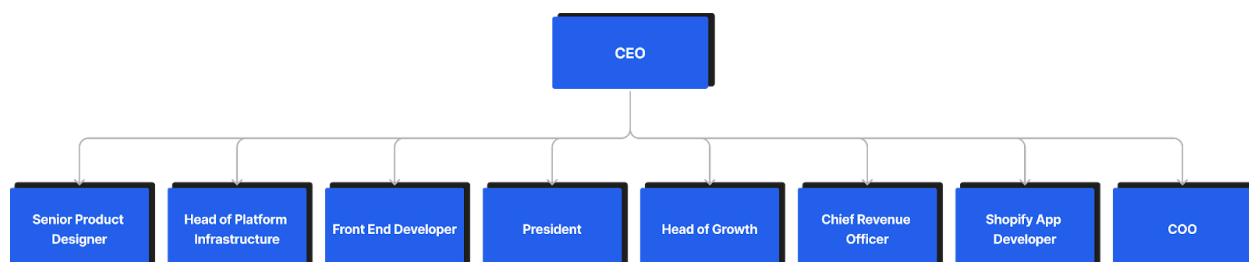 CEO
Senior Product
Designer
Head of Platform
Infrastructure
Front End Developer
President
Head of Growth
Chief Revenue
Officer
Shopify App
Developer
COO